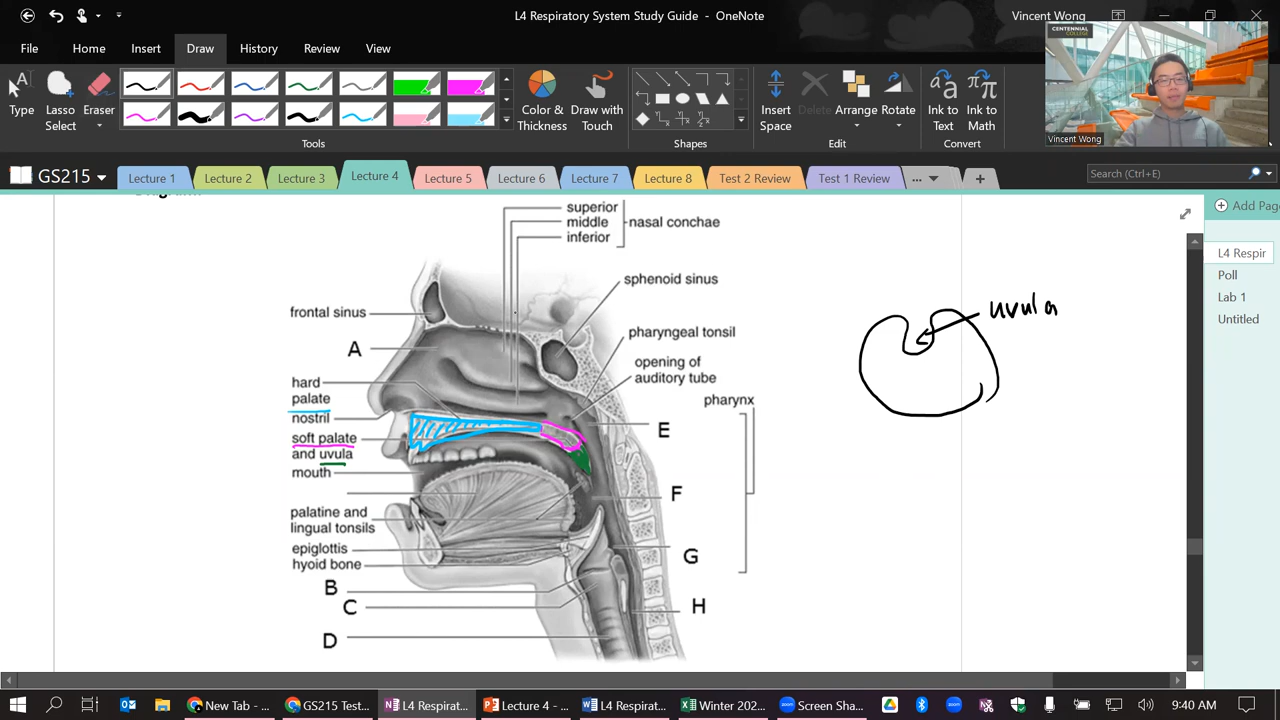 L4 Respiratory System Study Guide - OneNote
Vincent Wong
File Home Insert Draw History Review View
CENTENNIAL
COLLEGE
Type
Lasso
Select
Eraser
Color &
Thickness
Draw with
Touch
Insert
Space
Delete
Arrange
Rotate
Ink to
Text
Ink to
Math
Tools
Shapes
Edit
Convert
Vincent Wong
GS215
Lecture 1 Lecture 2 Lecture 3 Lecture 4 Lecture 5 Lecture 6 Lecture 7 Lecture 8 Test 2 Review Test 1 Review ...
Search (Ctrl+E)
Add Page
L4 Respir
Poll
Lab 1
Untitled
superior
middle
inferior
nasal conchae
sphenoid sinus
frontal sinus
pharyngeal tonsil
A
opening of
auditory tube
hard
palate
nostril
pharynx
soft palate
and uvula
mouth
E
F
palatine and
lingual tonsils
epiglottis
hyoid bone
G
B
C
H
D
uvula
New Tab -
GS215 Test...
L4 Respirat...
Lecture 4 - ...
Word
Winter 202...
Screen Sha...
9:40 AM